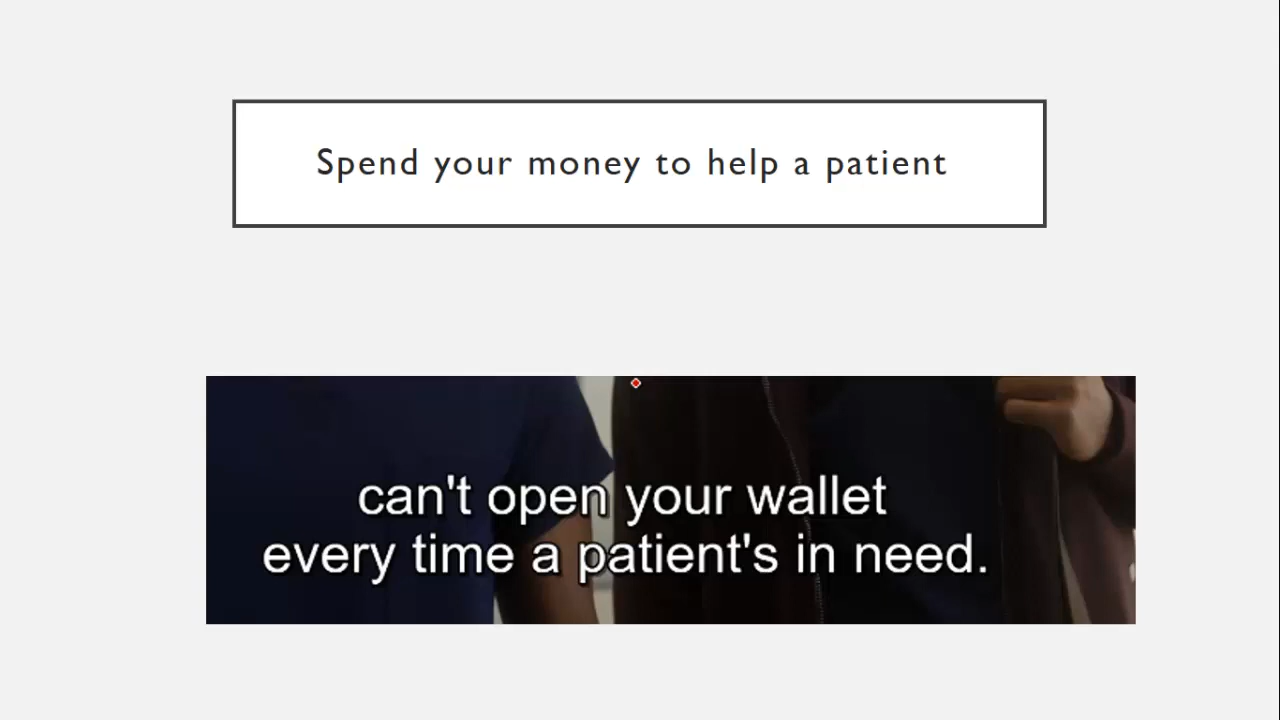 Spend your money to help a patient
can't open your wallet
every time a patient's in need.